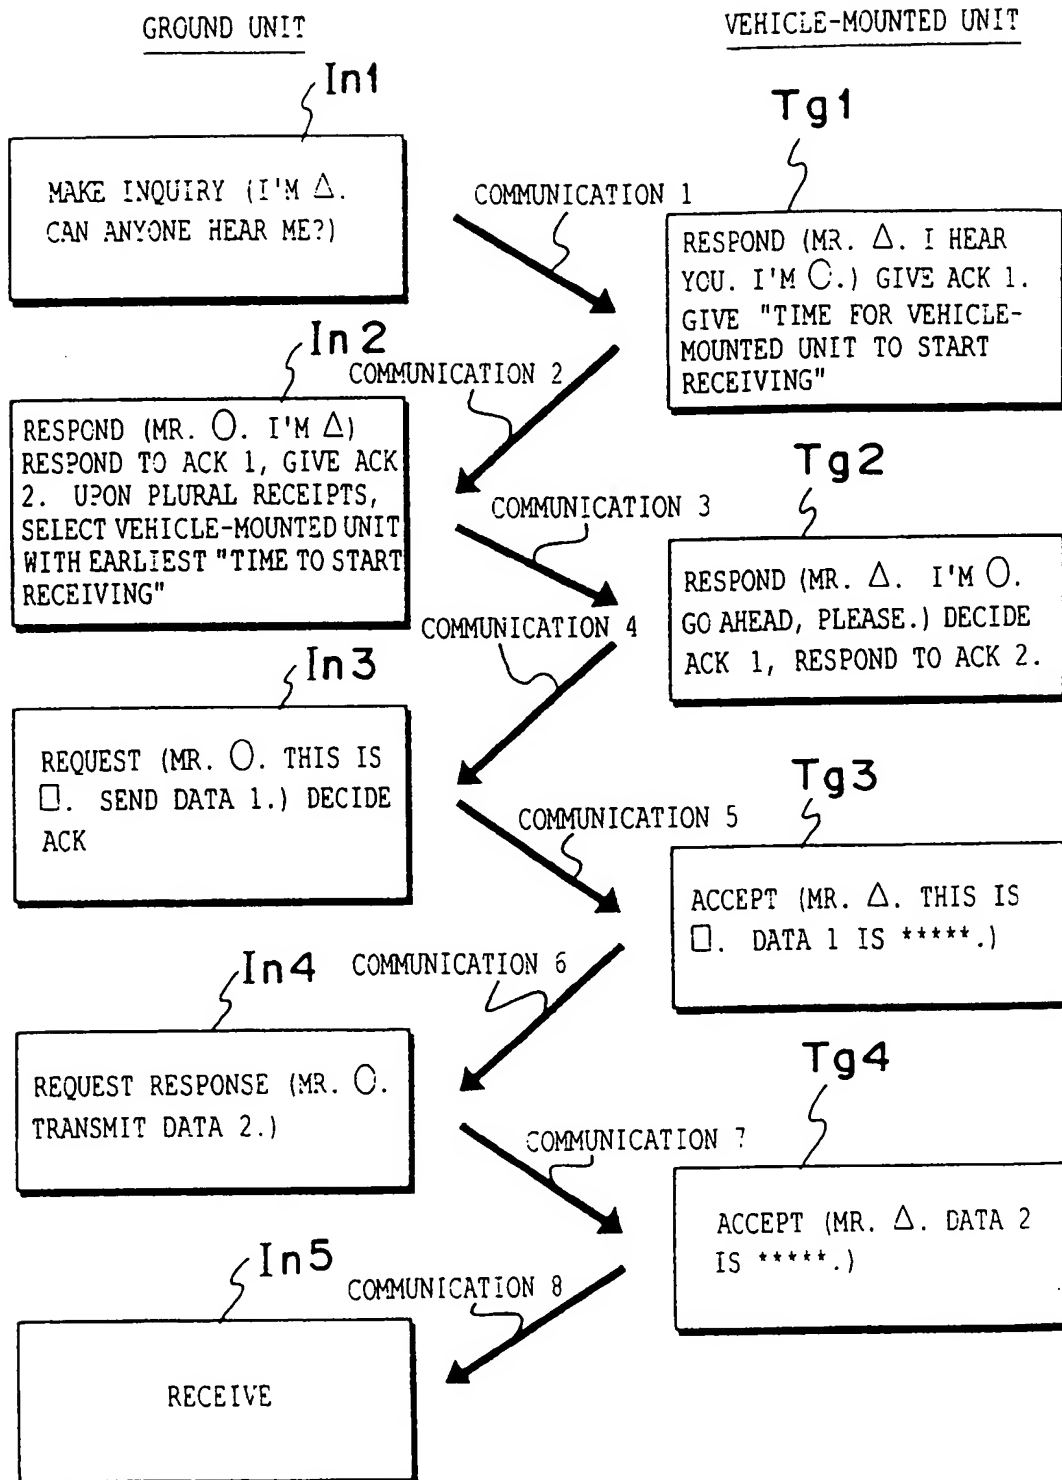 GROUND UNIT
VEHICLE-MOUNTED UNIT
In1
MAKE INQUIRY (I'M △.
CAN ANYONE HEAR ME?)
COMMUNICATION 1
Tg1
RESPOND (MR. △. I HEAR
YOU. I'M ○.) GIVE ACK 1.
GIVE "TIME FOR VEHICLE-
MOUNTED UNIT TO START
RECEIVING"
COMMUNICATION 2
In2
RESPOND (MR. ○. I'M △)
RESPOND TO ACK 1, GIVE ACK
2. UPON PLURAL RECEIPTS,
SELECT VEHICLE-MOUNTED UNIT
WITH EARLIEST "TIME TO START
RECEIVING"
COMMUNICATION 3
Tg2
RESPOND (MR. △. I'M ○.
GO AHEAD, PLEASE.) DECIDE
ACK 1, RESPOND TO ACK 2.
COMMUNICATION 4
In3
REQUEST (MR. ○. THIS IS
□. SEND DATA 1.) DECIDE
ACK
COMMUNICATION 5
Tg3
ACCEPT (MR. △. THIS IS
□. DATA 1 IS *****.)
COMMUNICATION 6
In4
REQUEST RESPONSE (MR. ○.
TRANSMIT DATA 2.)
COMMUNICATION 7
Tg4
ACCEPT (MR. △. DATA 2
IS *****.)
COMMUNICATION 8
In5
RECEIVE